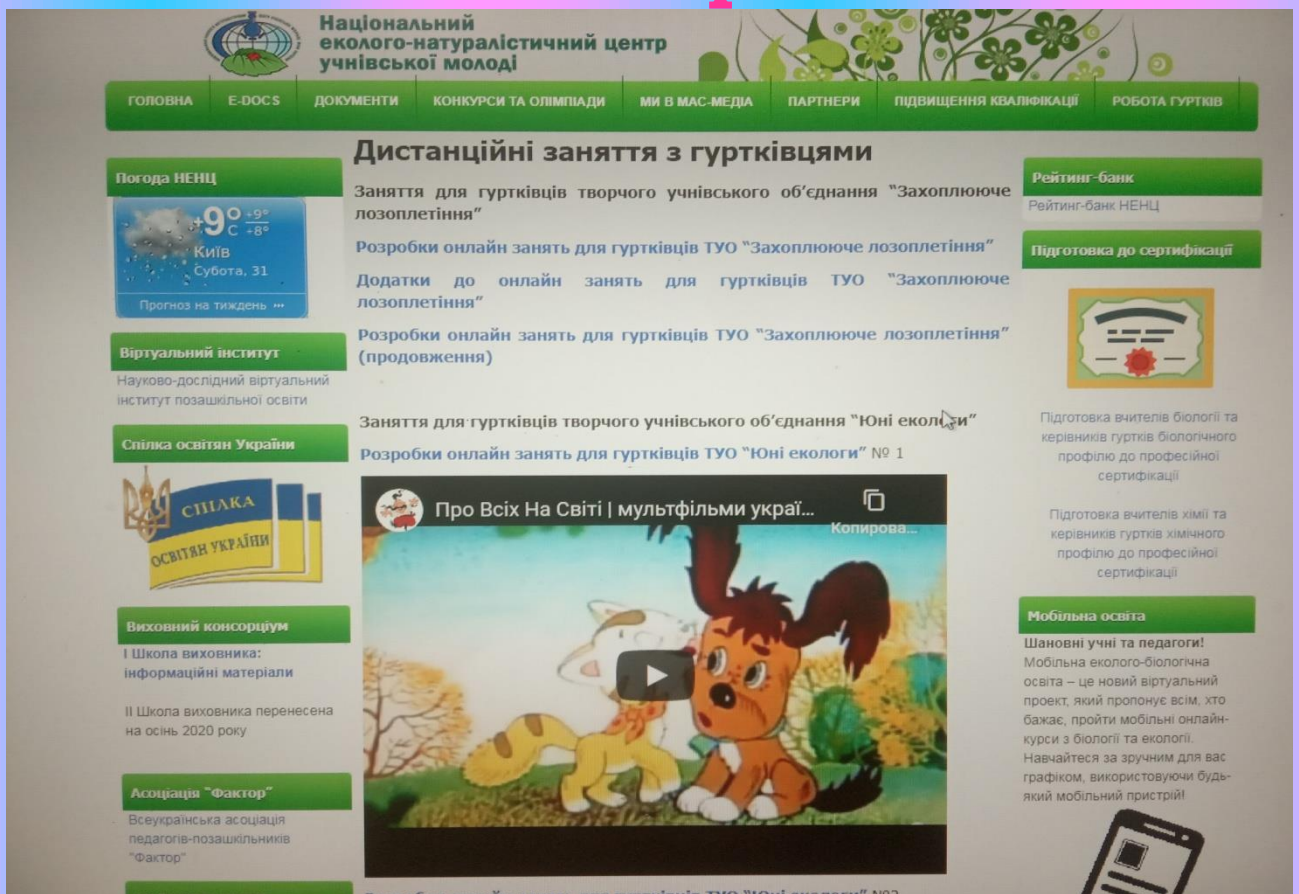 Національний
еколого-натуралістичний центр
учнівської молоді
ГОЛОВНА E-DOCS ДОКУМЕНТИ КОНКУРСИ ТА ОЛІМПІАДИ МИ В МАС-МЕДІА ПАРТНЕРИ ПІДВИЩЕННЯ КВАЛІФІКАЦІЇ РОБОТА ГУРТКІВ
Погода НЕНЦ
+9° +9°
C +8°
Київ
Субота, 31
Прогноз на тиждень ···
Віртуальний інститут
Науково-дослідний віртуальний
інститут позашкільної освіти
Спілка освітян України
СПІЛКА
ОСВІТЯН УКРАЇНИ
Виховний консорціум
І Школа виховника:
інформаційні матеріали
ІІ Школа виховника перенесена
на осінь 2020 року
Асоціація "Фактор"
Всеукраїнська асоціація
педагогів-позашкільників
"Фактор"
Дистанційні заняття з гуртківцями
Заняття для гуртківців творчого учнівського об’єднання “Захоплююче
лозоплетіння”
Розробки онлайн занять для гуртківців ТУО “Захоплююче лозоплетіння”
Додатки до онлайн занять для гуртківців ТУО “Захоплююче
лозоплетіння”
Розробки онлайн занять для гуртківців ТУО “Захоплююче лозоплетіння”
(продовження)
Заняття для гуртківців творчого учнівського об’єднання “Юні екологи”
Розробки онлайн занять для гуртківців ТУО “Юні екологи” № 1
Про Всіх На Світі | мультфільми украї...
Копирова...
Рейтинг-банк
Рейтинг-банк НЕНЦ
Підготовка до сертифікації
Підготовка вчителів біології та
керівників гуртків біологічного
профілю до професійної
сертифікації
Підготовка вчителів хімії та
керівників гуртків хімічного
профілю до професійної
сертифікації
Мобільна освіта
Шановні учні та педагоги!
Мобільна еколого-біологічна
освіта – це новий віртуальний
проект, який пропонує всім, хто
бажає, пройти мобільні онлайн-
курси з біології та екології.
Навчайтеся за зручним для вас
графіком, використовуючи будь-
який мобільний пристрій!